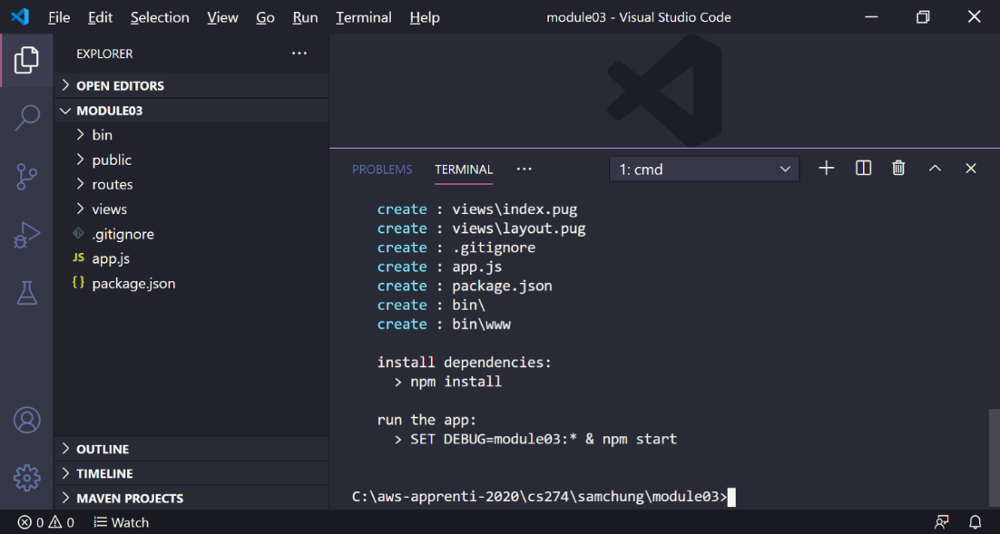 File Edit Selection View Go Run Terminal Help module03 - Visual Studio Code
EXPLORER ...
OPEN EDITORS
MODULE03
bin
public
routes
views
.gitignore
JS app.js
{} package.json
OUTLINE
TIMELINE
MAVEN PROJECTS
PROBLEMS TERMINAL ... 1: cmd
create : views\index.pug
create : views\layout.pug
create : .gitignore
create : app.js
create : package.json
create : bin\
create : bin\www
install dependencies:
> npm install
run the app:
> SET DEBUG=module03:* & npm start
C:\aws-apprenti-2020\cs274\samchung\module03>
0 0 Watch